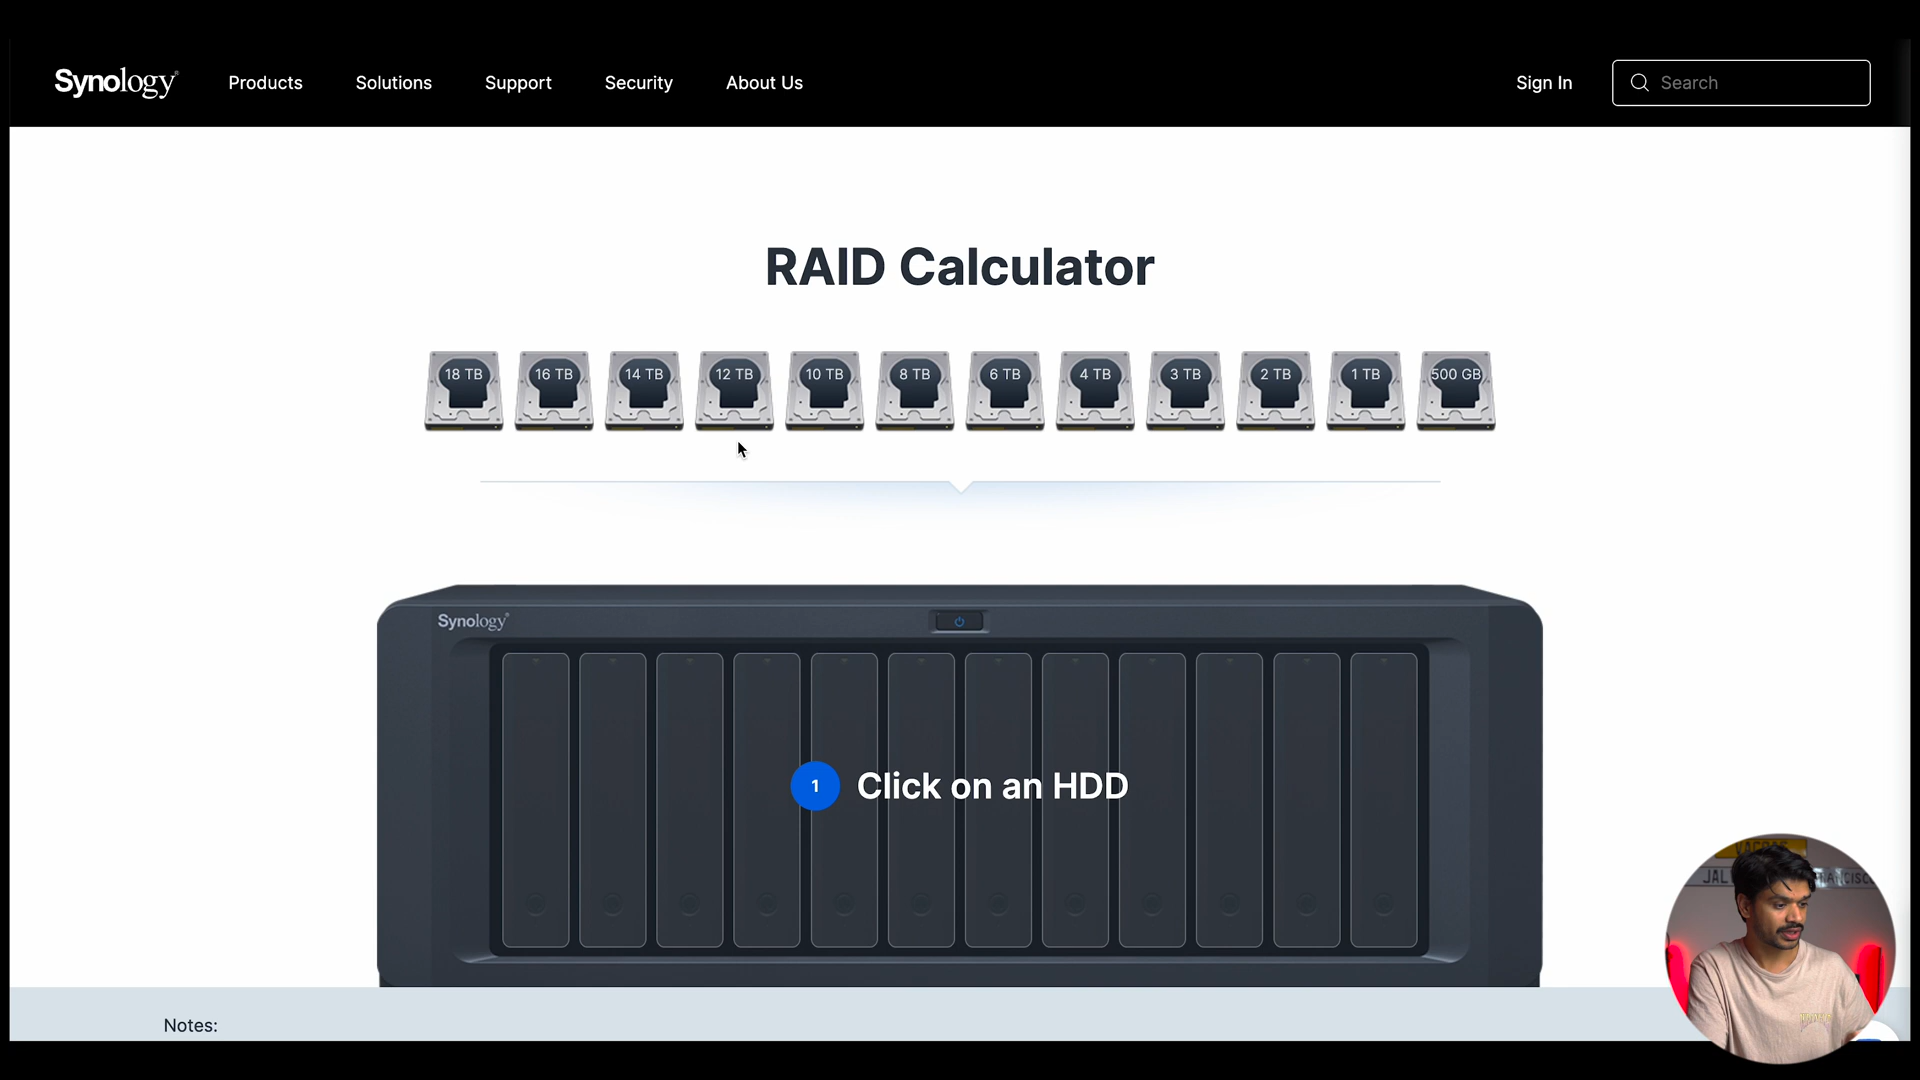 Synology® Products Solutions Support Security About Us Sign In Search
RAID Calculator
18 TB 16 TB 14 TB 12 TB 10 TB 8 TB 6 TB 4 TB 3 TB 2 TB 1 TB 500 GB
Synology®
1 Click on an HDD
Notes: